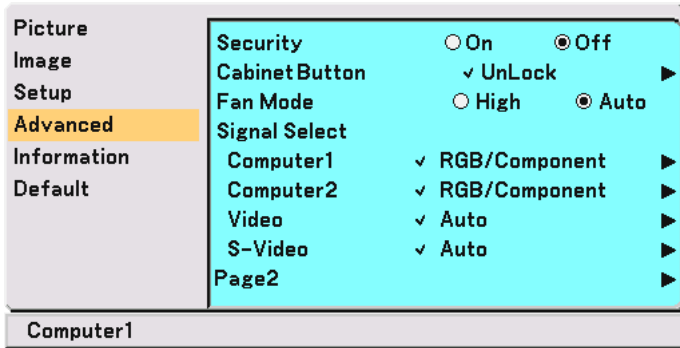 Picture
Image
Setup
Advanced
Information
Default
Security On Off
Cabinet Button UnLock
Fan Mode High Auto
Signal Select
Computer1 RGB/Component
Computer2 RGB/Component
Video Auto
S-Video Auto
Page2
Computer1